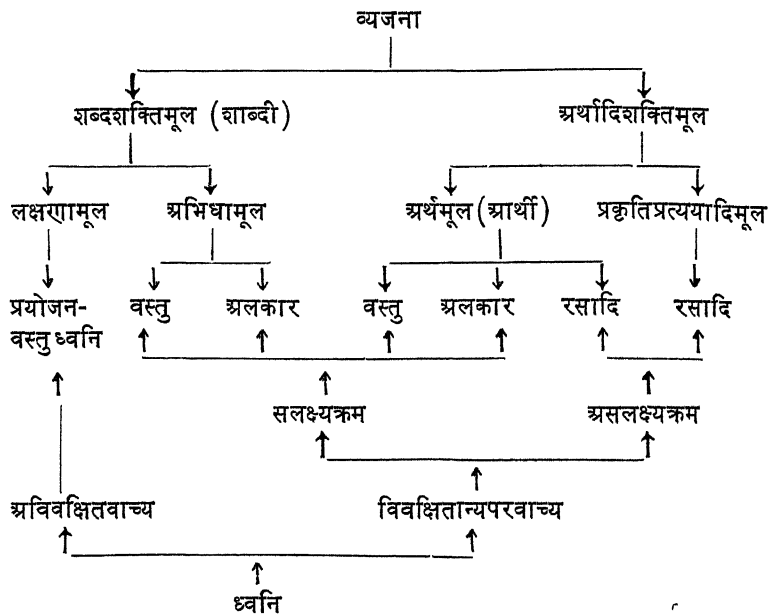 व्यजना
शब्दशक्तिमूल (शाब्दी) अर्थादिशक्तिमूल
लक्षणामूल अभिधामूल अर्थमूल (आर्थी) प्रकृतिप्रत्ययादिमूल
प्रयोजन- वस्तु अलकार वस्तु अलकार रसादि रसादि
वस्तु ध्वनि
सलक्ष्यक्रम असलक्ष्यक्रम
अविवक्षितवाच्य विवक्षितान्यपरवाच्य
ध्वनि